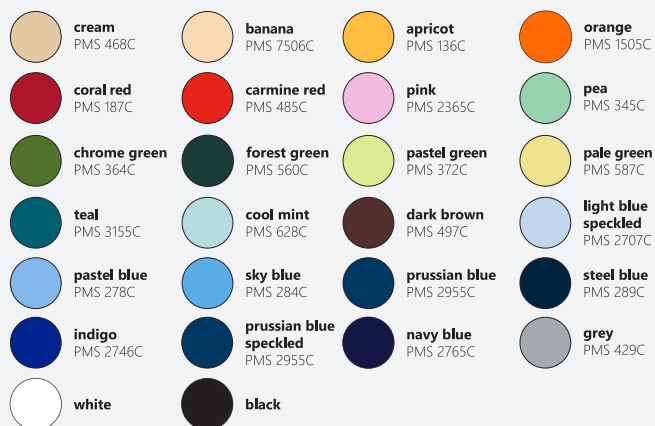 cream
PMS 468C
banana
PMS 7506C
apricot
PMS 136C
orange
PMS 1505C
coral red
PMS 187C
carmine red
PMS 485C
pink
PMS 2365C
pea
PMS 345C
chrome green
PMS 364C
forest green
PMS 560C
pastel green
PMS 372C
pale green
PMS 587C
teal
PMS 3155C
cool mint
PMS 628C
dark brown
PMS 497C
light blue
speckled
PMS 2707C
pastel blue
PMS 278C
sky blue
PMS 284C
prussian blue
PMS 2955C
steel blue
PMS 289C
indigo
PMS 2746C
prussian blue
speckled
PMS 2955C
navy blue
PMS 2765C
grey
PMS 429C
white
black